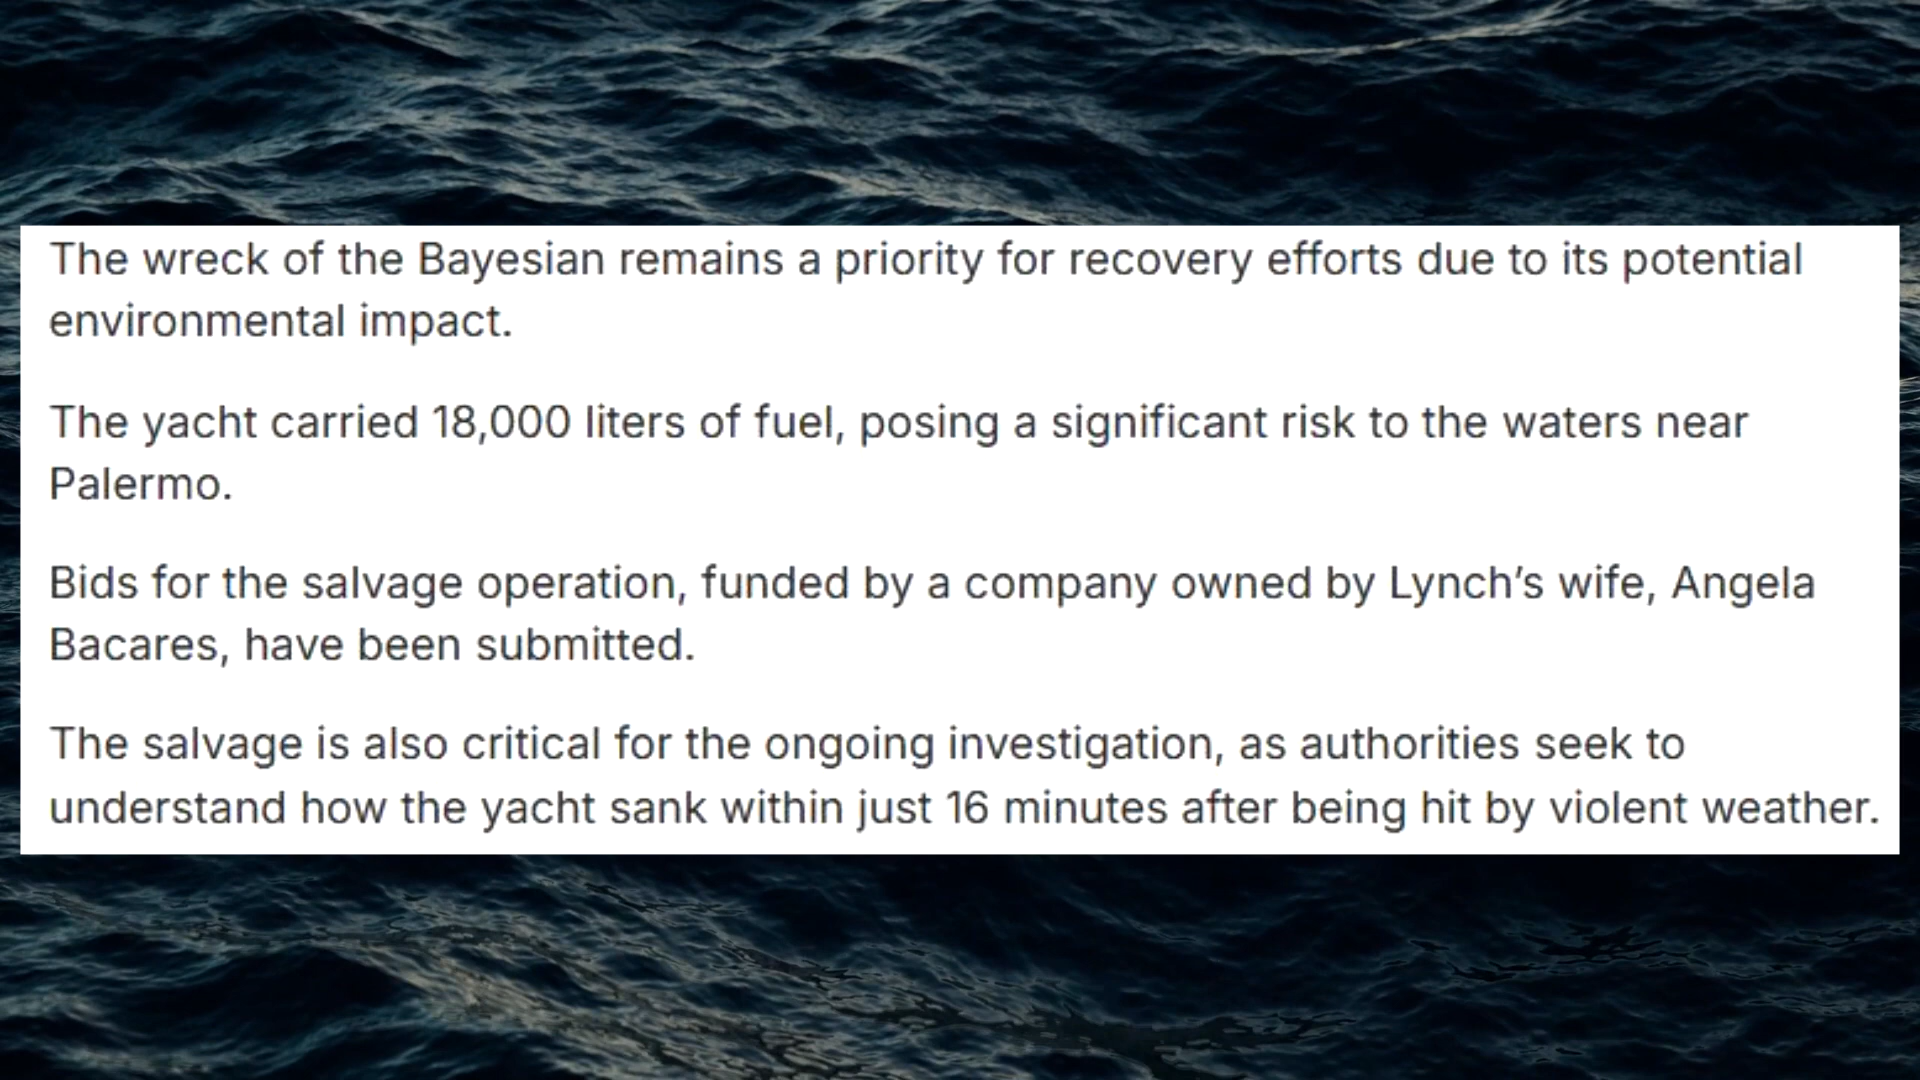 The wreck of the Bayesian remains a priority for recovery efforts due to its potential
environmental impact.
The yacht carried 18,000 liters of fuel, posing a significant risk to the waters near
Palermo.
Bids for the salvage operation, funded by a company owned by Lynch’s wife, Angela
Bacares, have been submitted.
The salvage is also critical for the ongoing investigation, as authorities seek to
understand how the yacht sank within just 16 minutes after being hit by violent weather.